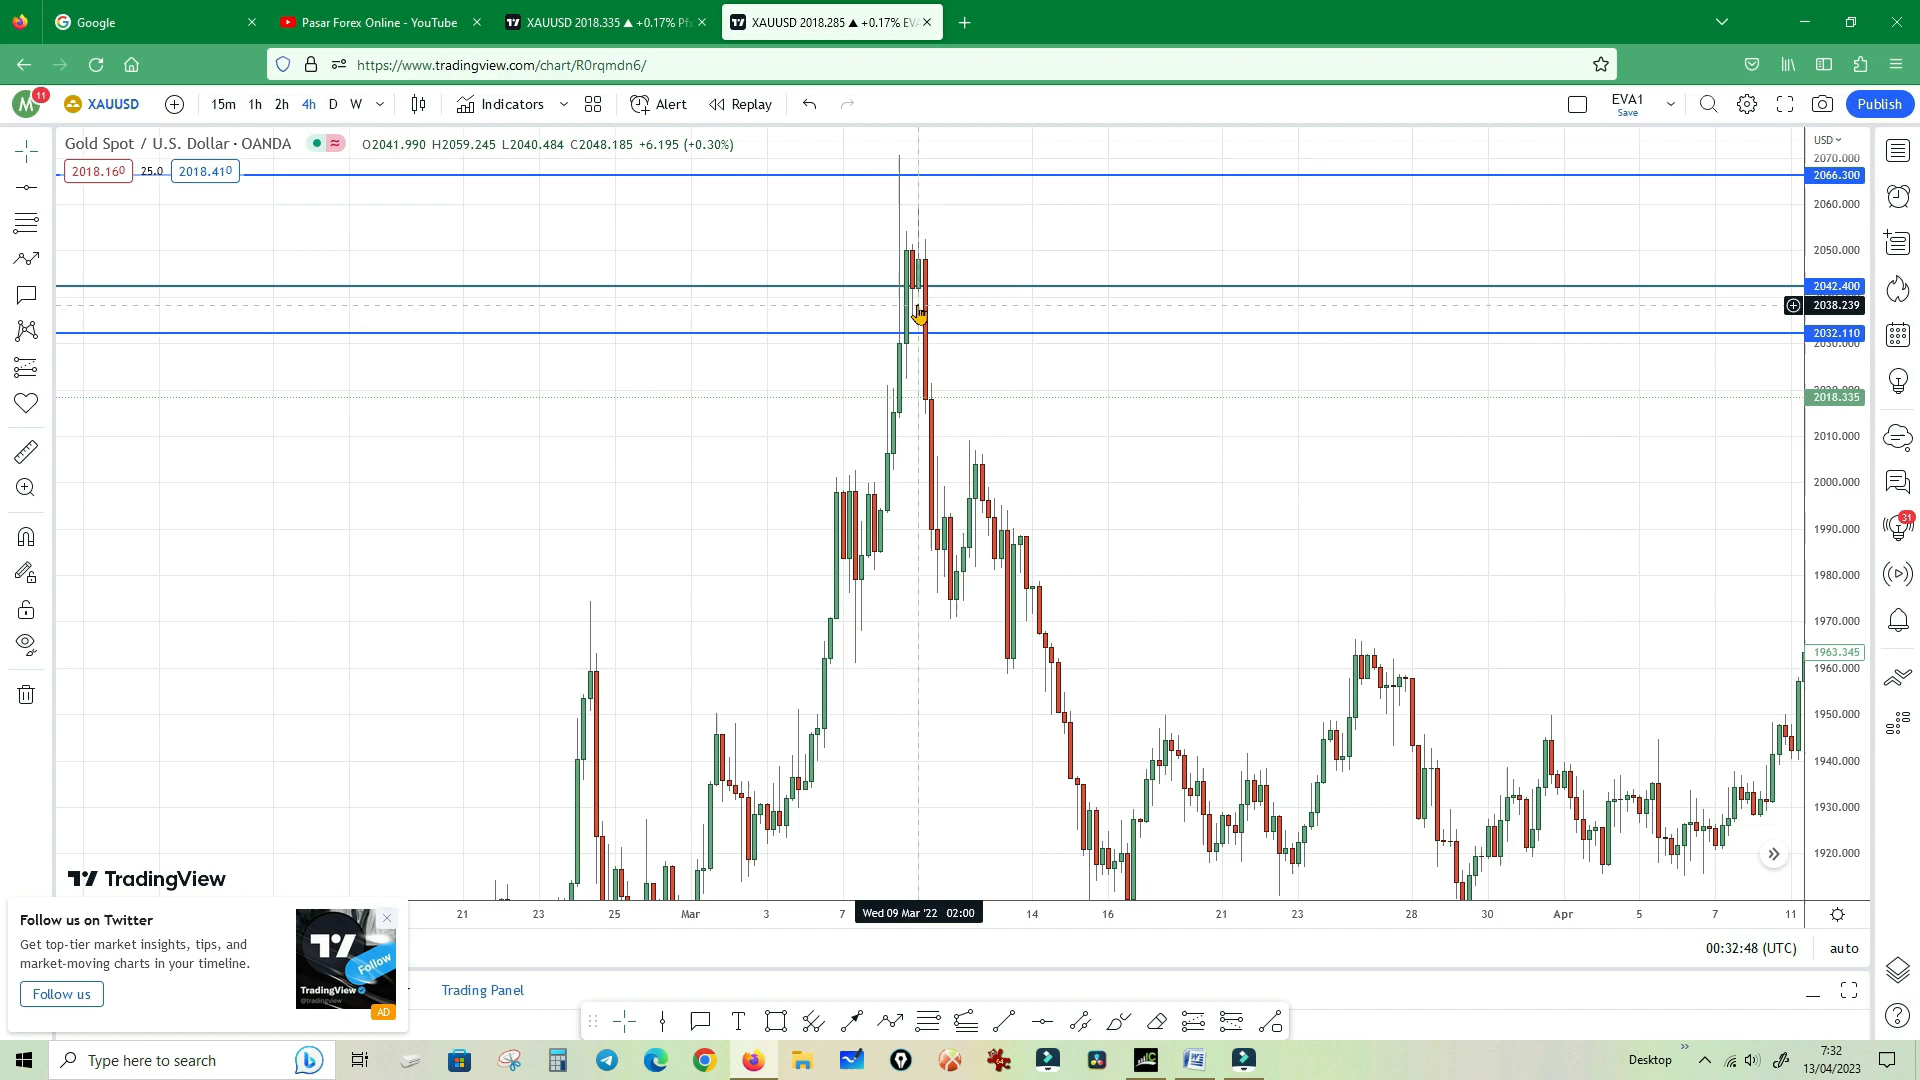 Google
Pasar Forex Online - YouTube
XAUUSD 2018.335 ▲ +0.17% Pf
XAUUSD 2018.285 ▲ +0.17% EV
https://www.tradingview.com/chart/R0rqmdn6/
M
11
XAUUSD
15m
1h
2h
4h
D
W
Indicators
Alert
Replay
EVA1
Save
Publish
Gold Spot / U.S. Dollar · OANDA
O2041.990 H2059.245 L2040.484 C2048.185 +6.195 (+0.30%)
2018.160
25.0
2018.410
USD
2070.000
2066.300
2060.000
2050.000
2042.400
2038.239
2032.110
2030.000
2018.335
2010.000
2000.000
1990.000
1980.000
1970.000
1963.345
1960.000
1950.000
1940.000
1930.000
1920.000
31
TradingView
21
23
25
Mar
3
7
Wed 09 Mar '22 02:00
14
16
21
23
28
30
Apr
5
7
11
Follow us on Twitter
Get top-tier market insights, tips, and
market-moving charts in your timeline.
Follow us
Follow
TradingView
@tradingview
AD
00:32:48 (UTC)
auto
Trading Panel
Type here to search
Desktop
7:32
13/04/2023